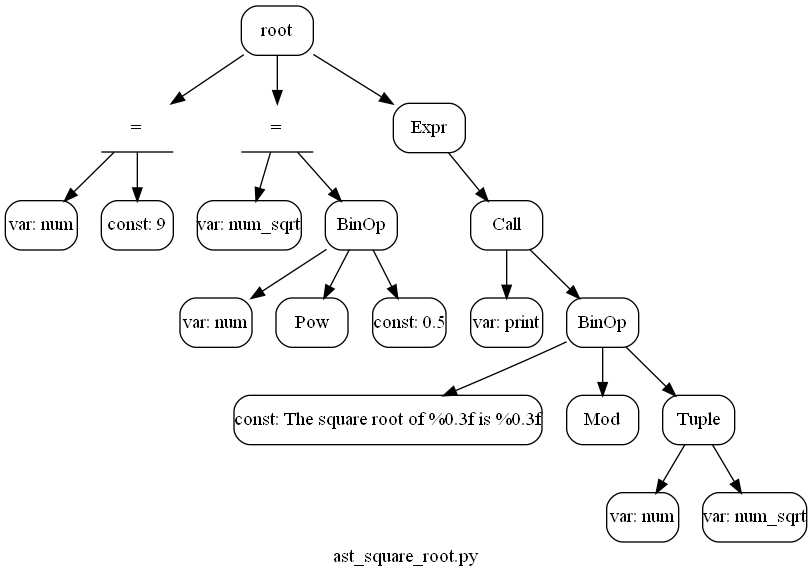 root
=
=
Expr
var: num
const: 9
var: num_sqrt
BinOp
Call
var: num
Pow
const: 0.5
var: print
BinOp
const: The square root of %0.3f is %0.3f
Mod
Tuple
var: num
var: num_sqrt
ast_square_root.py